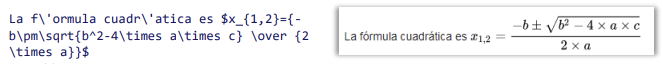 La f\'ormula cuadr\'atica es $x_{1,2}={-
b\pm\sqrt{b^2-4\times a\times c} \over {2
\times a}}$
La fórmula cuadrática es x₁,₂ = (−b ± √(b² − 4 × a × c)) / (2 × a)